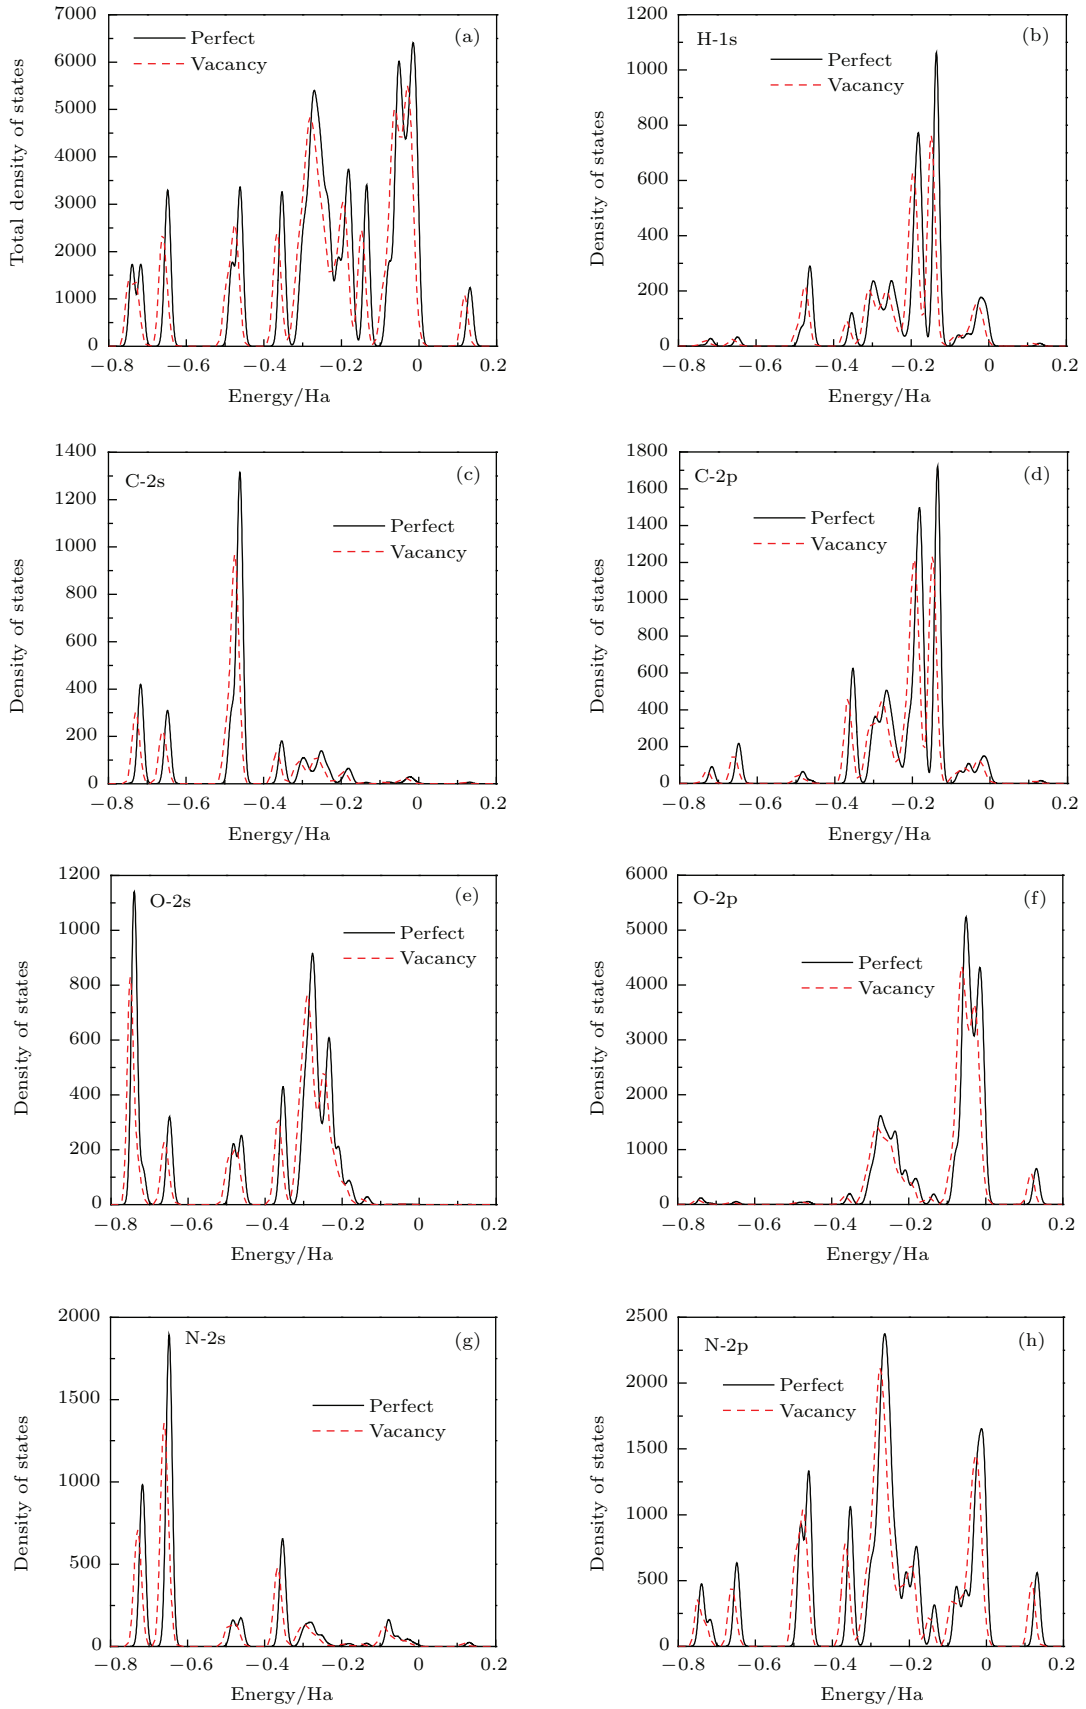 (a)
Perfect
Vacancy
Total density of states
7000
6000
5000
4000
3000
2000
1000
0
−0.8
−0.6
−0.4
−0.2
0
0.2
Energy/Ha
(b)
H-1s
Perfect
Vacancy
Density of states
1200
1000
800
600
400
200
0
−0.8
−0.6
−0.4
−0.2
0
0.2
Energy/Ha
(c)
C-2s
Perfect
Vacancy
Density of states
1400
1200
1000
800
600
400
200
0
−0.8
−0.6
−0.4
−0.2
0
0.2
Energy/Ha
(d)
C-2p
Perfect
Vacancy
Density of states
1800
1600
1400
1200
1000
800
600
400
200
0
−0.8
−0.6
−0.4
−0.2
0
0.2
Energy/Ha
(e)
O-2s
Perfect
Vacancy
Density of states
1200
1000
800
600
400
200
0
−0.8
−0.6
−0.4
−0.2
0
0.2
Energy/Ha
(f)
O-2p
Perfect
Vacancy
Density of states
6000
5000
4000
3000
2000
1000
0
−0.8
−0.6
−0.4
−0.2
0
0.2
Energy/Ha
(g)
N-2s
Perfect
Vacancy
Density of states
2000
1500
1000
500
0
−0.8
−0.6
−0.4
−0.2
0
0.2
Energy/Ha
(h)
N-2p
Perfect
Vacancy
Density of states
2500
2000
1500
1000
500
0
−0.8
−0.6
−0.4
−0.2
0
0.2
Energy/Ha